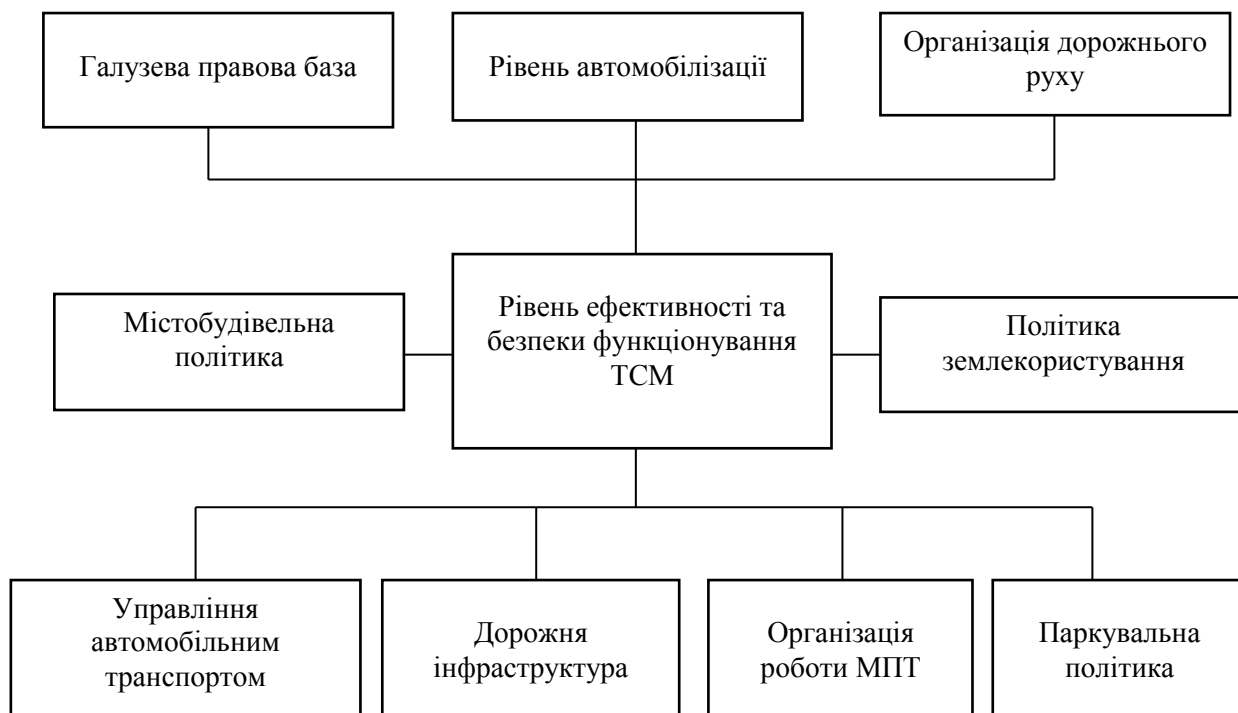 Галузева правова база
Рівень автомобілізації
Організація дорожнього
руху
Містобудівельна
політика
Рівень ефективності та
безпеки функціонування
ТСМ
Політика
землекористування
Управління
автомобільним
транспортом
Дорожня
інфраструктура
Організація
роботи МПТ
Паркувальна
політика